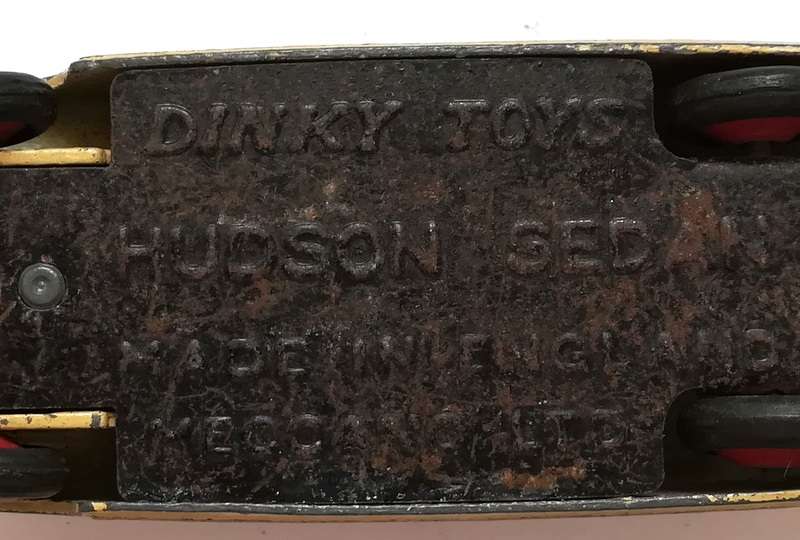 DINKY TOYS
HUDSON SEDAN
MADE IN ENGLAND
MECCANO LTD